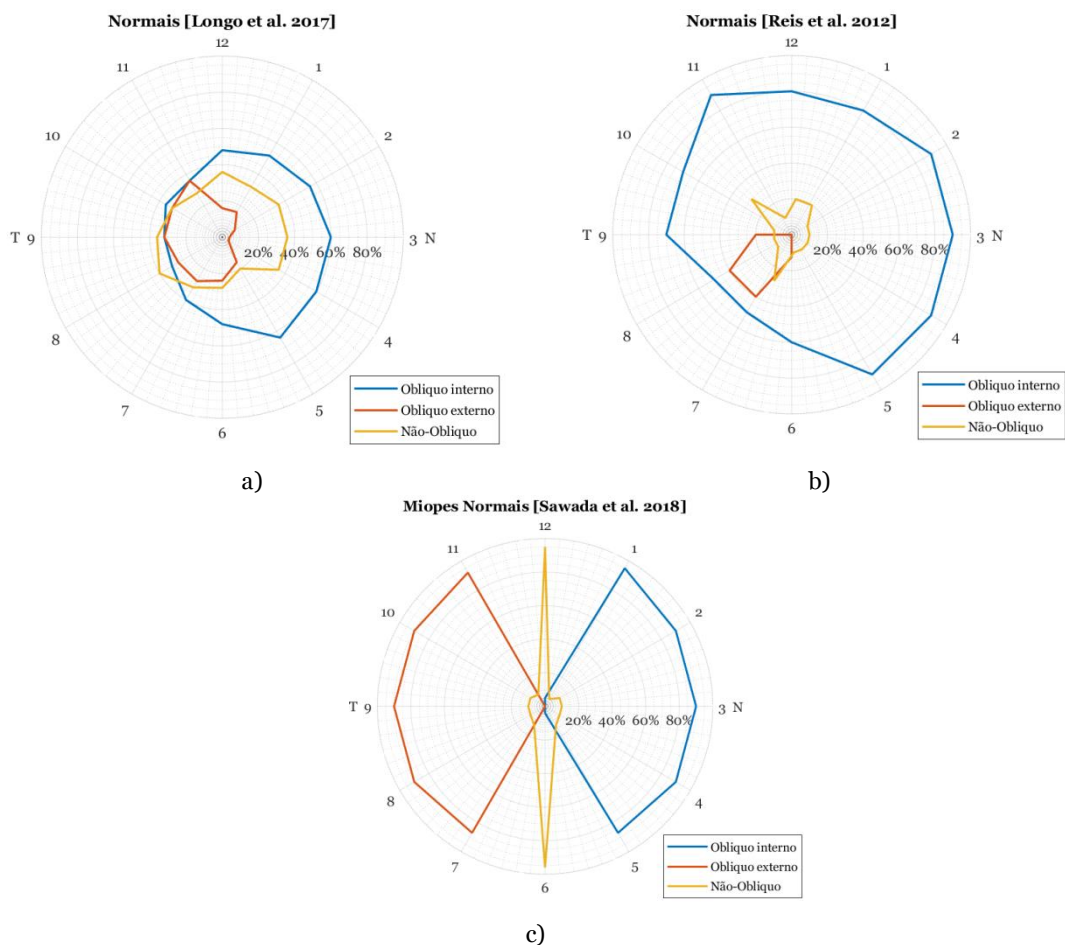 Normais [Longo et al. 2017]
12
11
1
10
2
T 9
20% 40% 60% 80%
3 N
8
4
7
5
6
Obliquo interno
Obliquo externo
Não-Obliquo
a)
Normais [Reis et al. 2012]
12
11
1
10
2
T 9
20% 40% 60% 80%
3 N
8
4
7
5
6
Obliquo interno
Obliquo externo
Não-Obliquo
b)
Miopes Normais [Sawada et al. 2018]
12
11
1
10
2
T 9
20% 40% 60% 80%
3 N
8
4
7
5
6
Obliquo interno
Obliquo externo
Não-Obliquo
c)